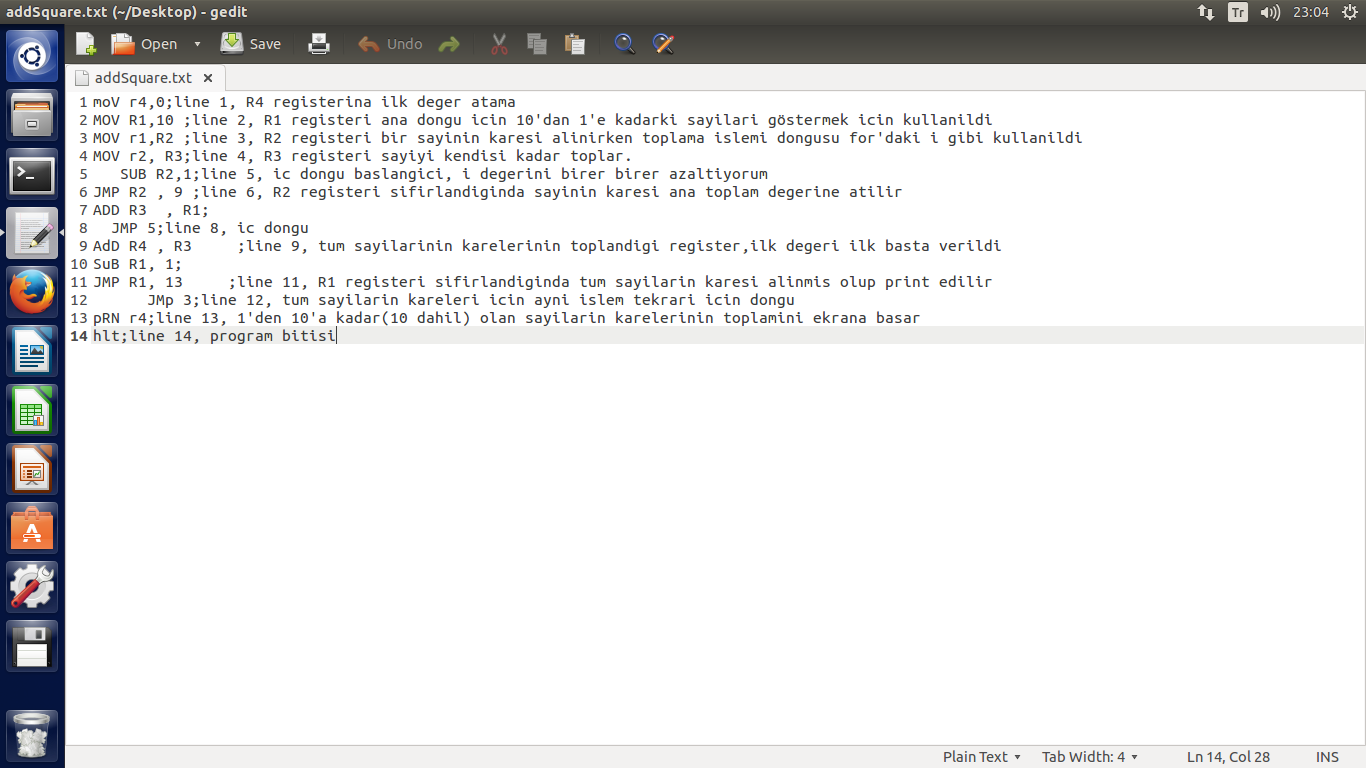 addSquare.txt (~/Desktop) - gedit
Tr 23:04
Open Save Undo
addSquare.txt
1 moV r4,0;line 1, R4 registerina ilk deger atama
2 MOV R1,10 ;line 2, R1 registeri ana dongu icin 10'dan 1'e kadarki sayilari göstermek icin kullanildi
3 MOV r1,R2 ;line 3, R2 registeri bir sayinin karesi alinirken toplama islemi dongusu for'daki i gibi kullanildi
4 MOV r2, R3;line 4, R3 registeri sayiyi kendisi kadar toplar.
5    SUB R2,1;line 5, ic dongu baslangici, i degerini birer birer azaltiyorum
6 JMP R2 , 9 ;line 6, R2 registeri sifirlandiginda sayinin karesi ana toplam degerine atilir
7 ADD R3  , R1;
8   JMP 5;line 8, ic dongu
9 AdD R4 , R3     ;line 9, tum sayilarinin karelerinin toplandigi register,ilk degeri ilk basta verildi
10 SuB R1, 1;
11 JMP R1, 13     ;line 11, R1 registeri sifirlandiginda tum sayilarin karesi alinmis olup print edilir
12       JMp 3;line 12, tum sayilarin kareleri icin ayni islem tekrari icin dongu
13 pRN r4;line 13, 1'den 10'a kadar(10 dahil) olan sayilarin karelerinin toplamini ekrana basar
14 hlt;line 14, program bitisi
Plain Text Tab Width: 4 Ln 14, Col 28 INS